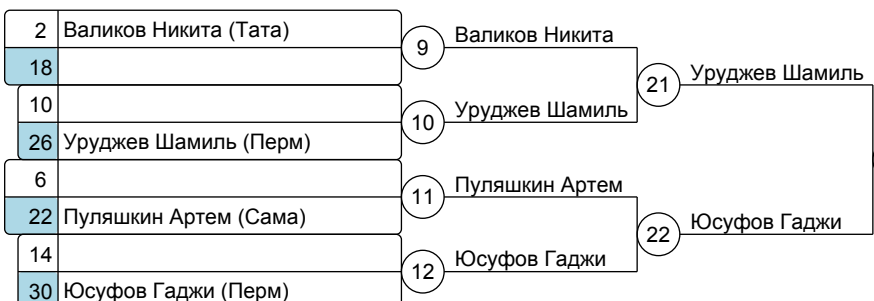 2 Валиков Никита (Тата)
18
9 Валиков Никита
10
26 Уруджев Шамиль (Перм)
10 Уруджев Шамиль
21 Уруджев Шамиль
6
22 Пуляшкин Артем (Сама)
11 Пуляшкин Артем
14
30 Юсуфов Гаджи (Перм)
12 Юсуфов Гаджи
22 Юсуфов Гаджи